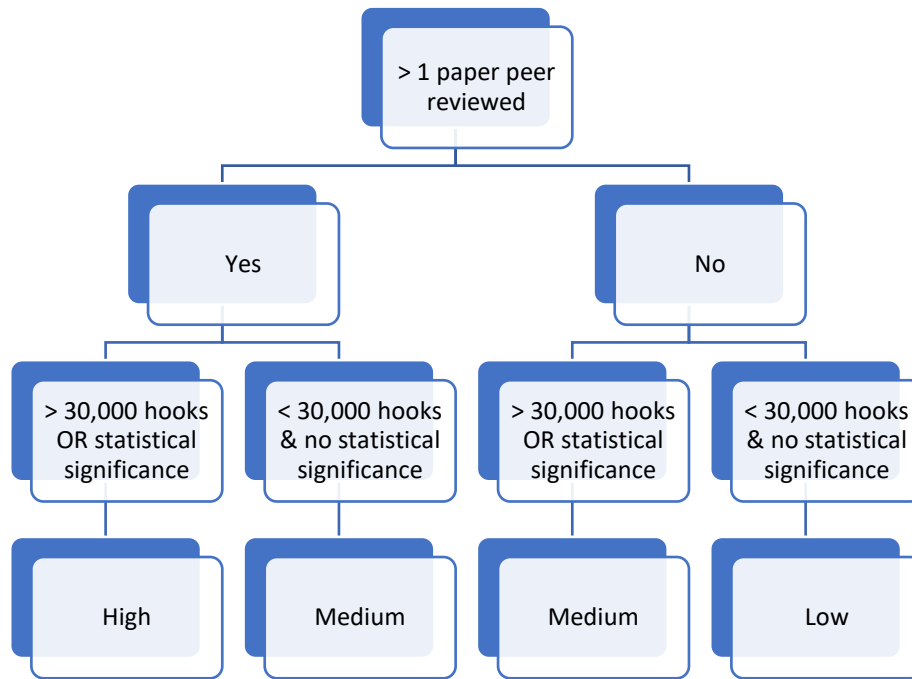 > 1 paper peer
reviewed
Yes
No
> 30,000 hooks
OR statistical
significance
< 30,000 hooks
& no statistical
significance
> 30,000 hooks
OR statistical
significance
< 30,000 hooks
& no statistical
significance
High
Medium
Medium
Low